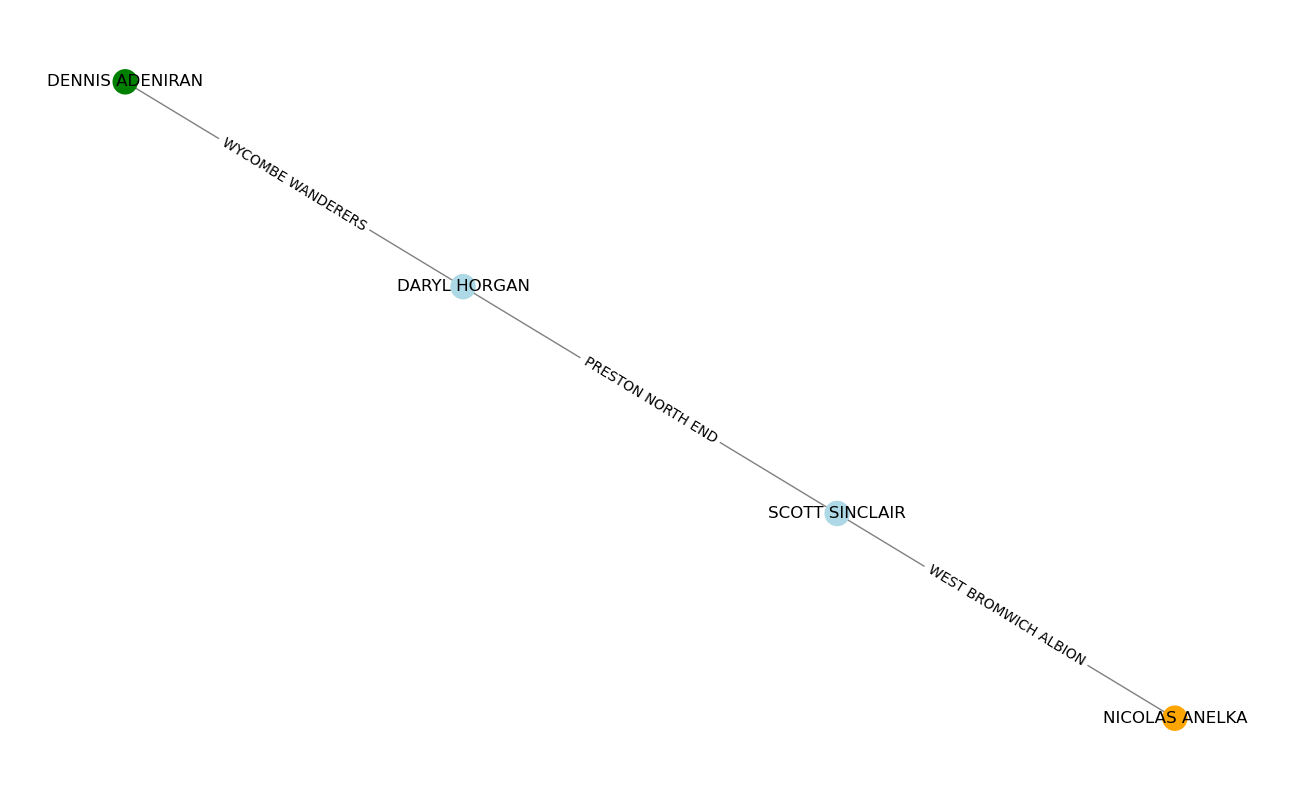 DENNIS ADENIRAN
WYCOMBE WANDERERS
DARYL HORGAN
PRESTON NORTH END
SCOTT SINCLAIR
WEST BROMWICH ALBION
NICOLAS ANELKA